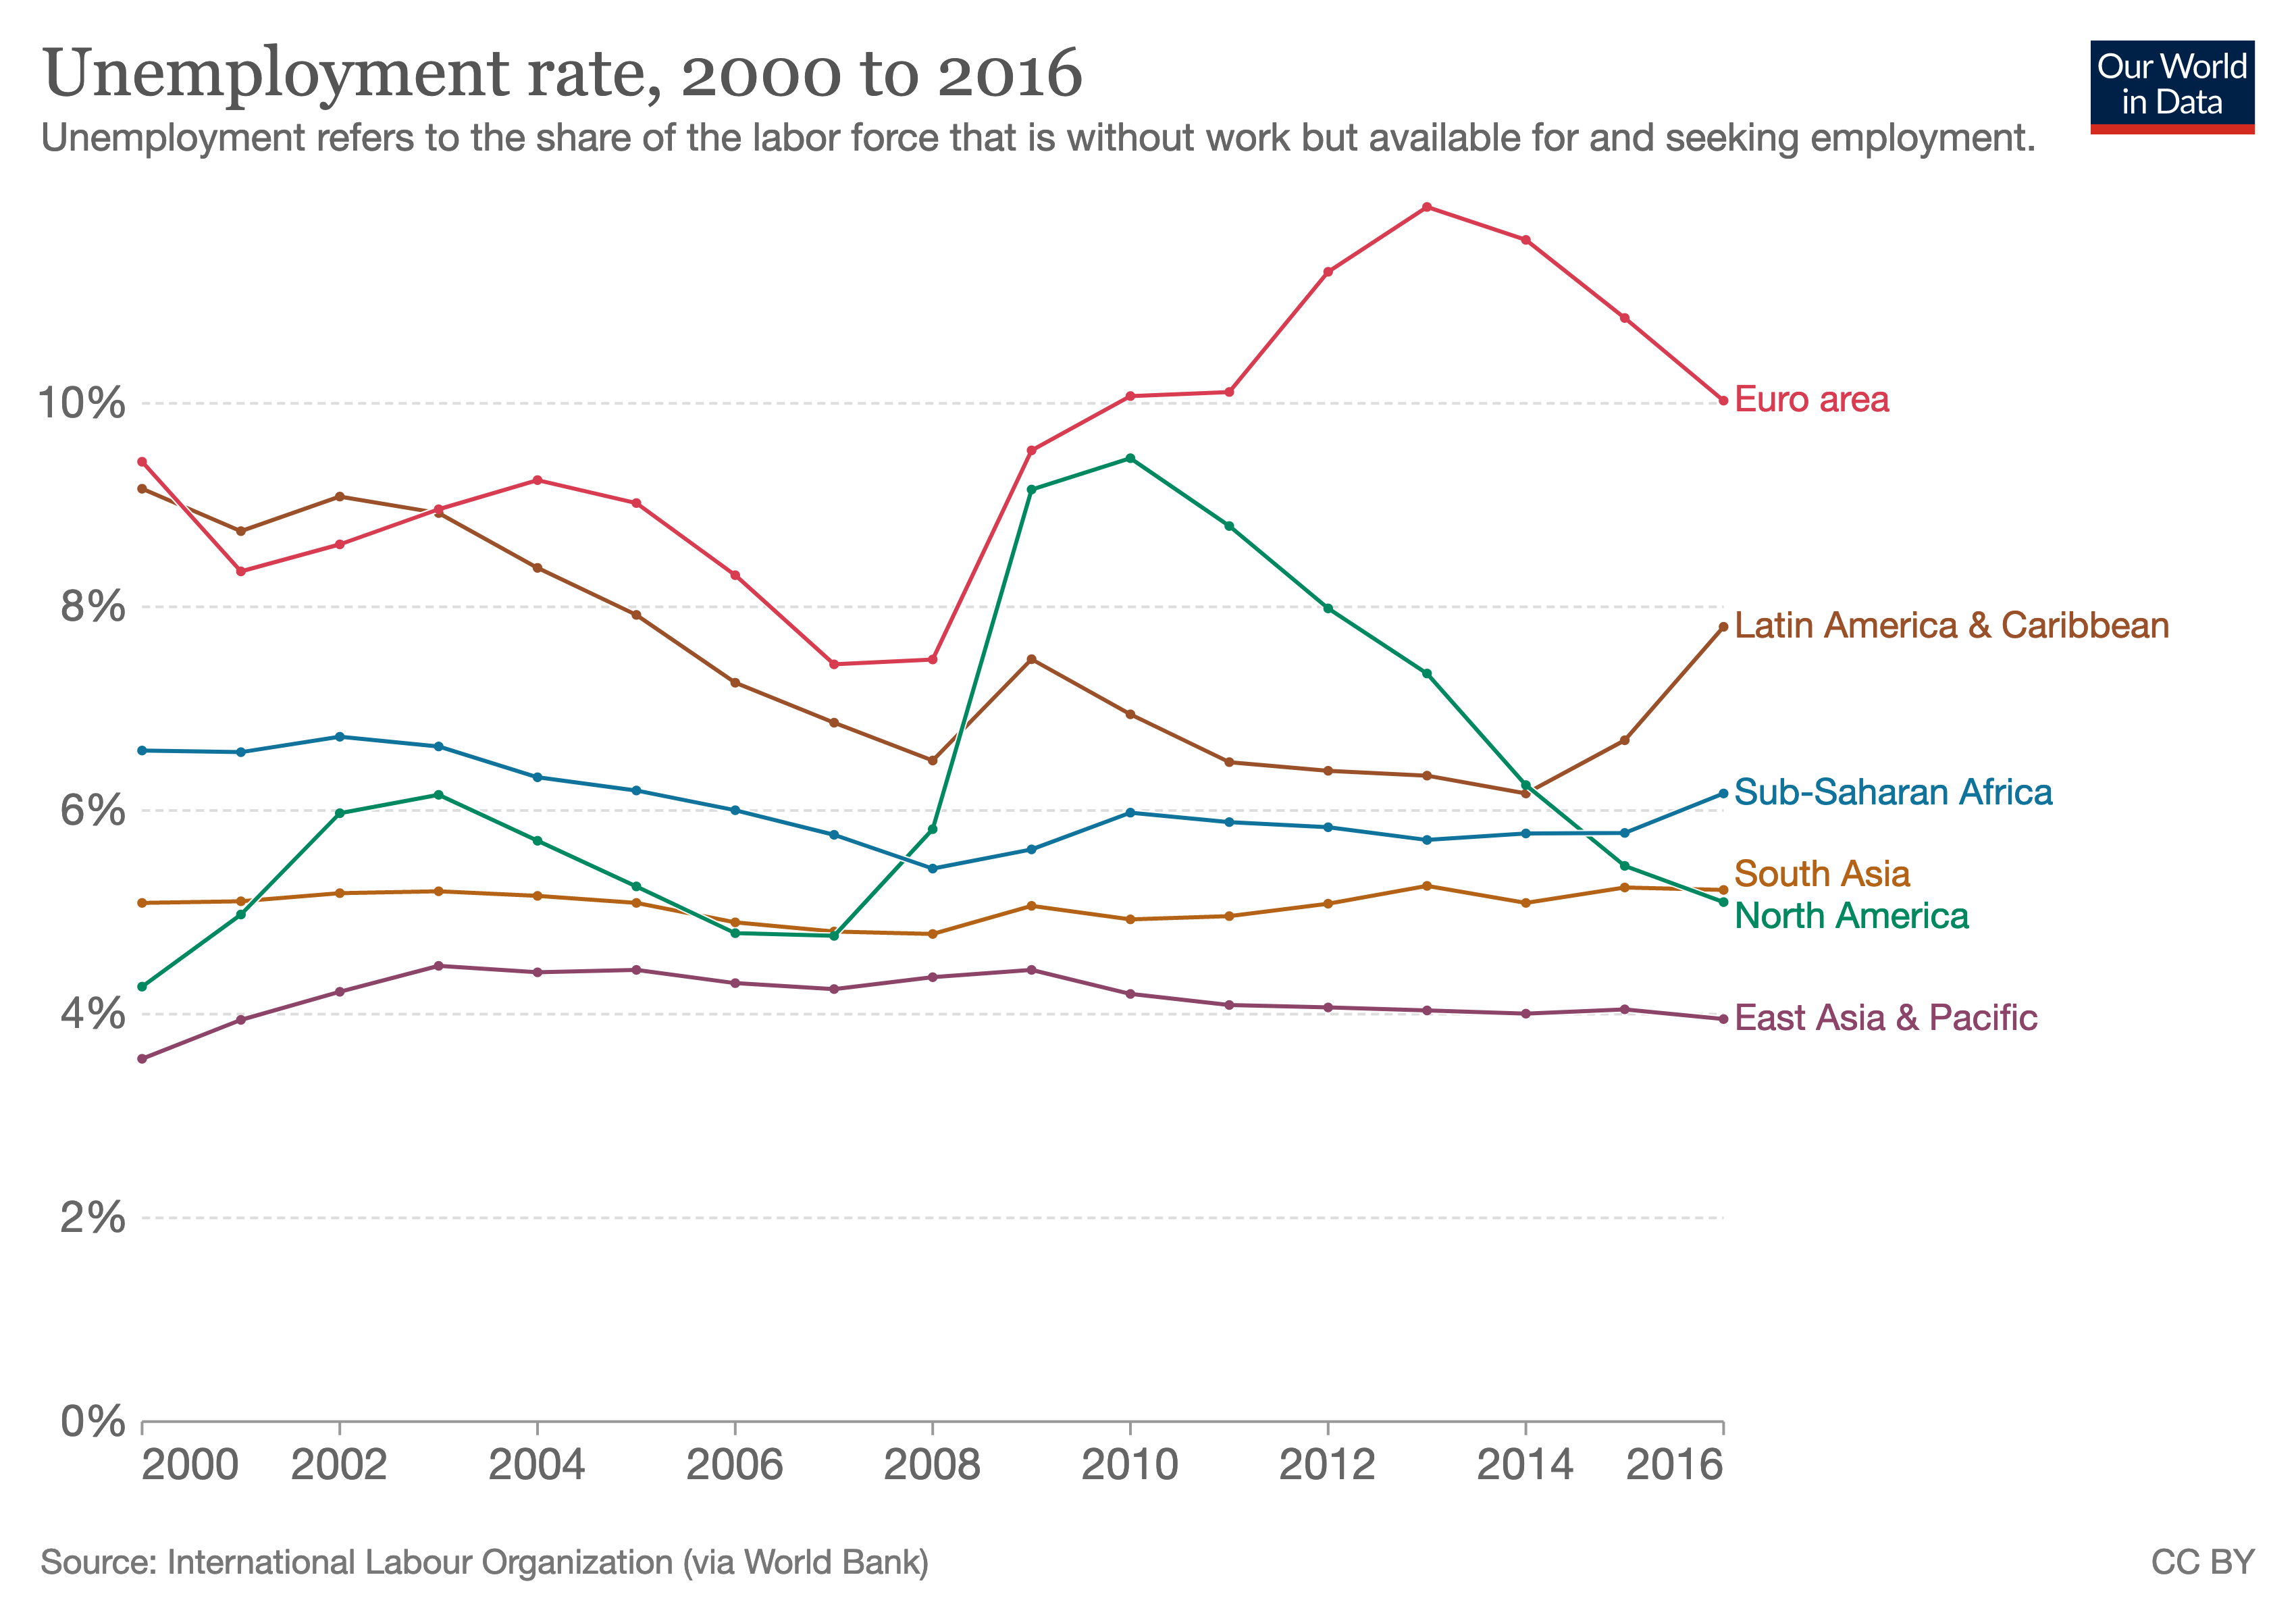 Unemployment rate, 2000 to 2016
Unemployment refers to the share of the labor force that is without work but available for and seeking employment.
Our World
in Data
10%
8%
6%
4%
2%
0%
Euro area
Latin America & Caribbean
Sub-Saharan Africa
South Asia
North America
East Asia & Pacific
2000 2002 2004 2006 2008 2010 2012 2014 2016
Source: International Labour Organization (via World Bank)
CC BY